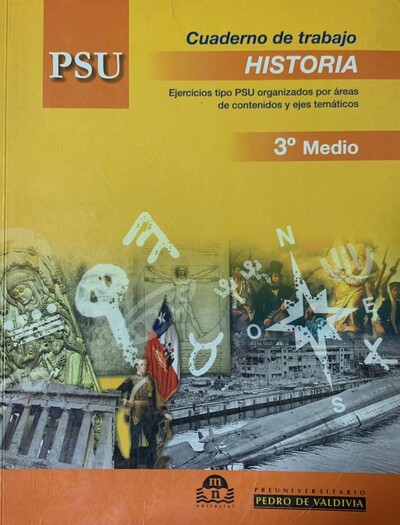 PSU
Cuaderno de trabajo
HISTORIA
Ejercicios tipo PSU organizados por áreas
de contenidos y ejes temáticos
3º Medio
N
O
E
S
m
n
editorial
PREUNIVERSITARIO
PEDRO DE VALDIVIA